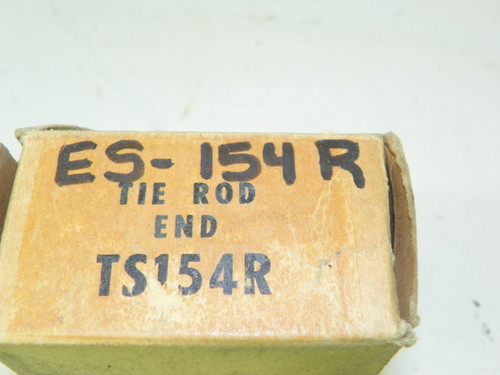 ES-154R
TIE ROD
END
TS154R